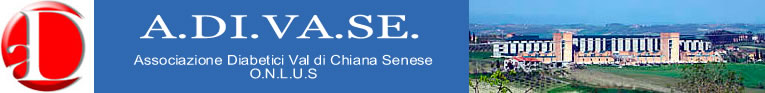 A.DI.VA.SE.
Associazione Diabetici Val di Chiana Senese
O.N.L.U.S